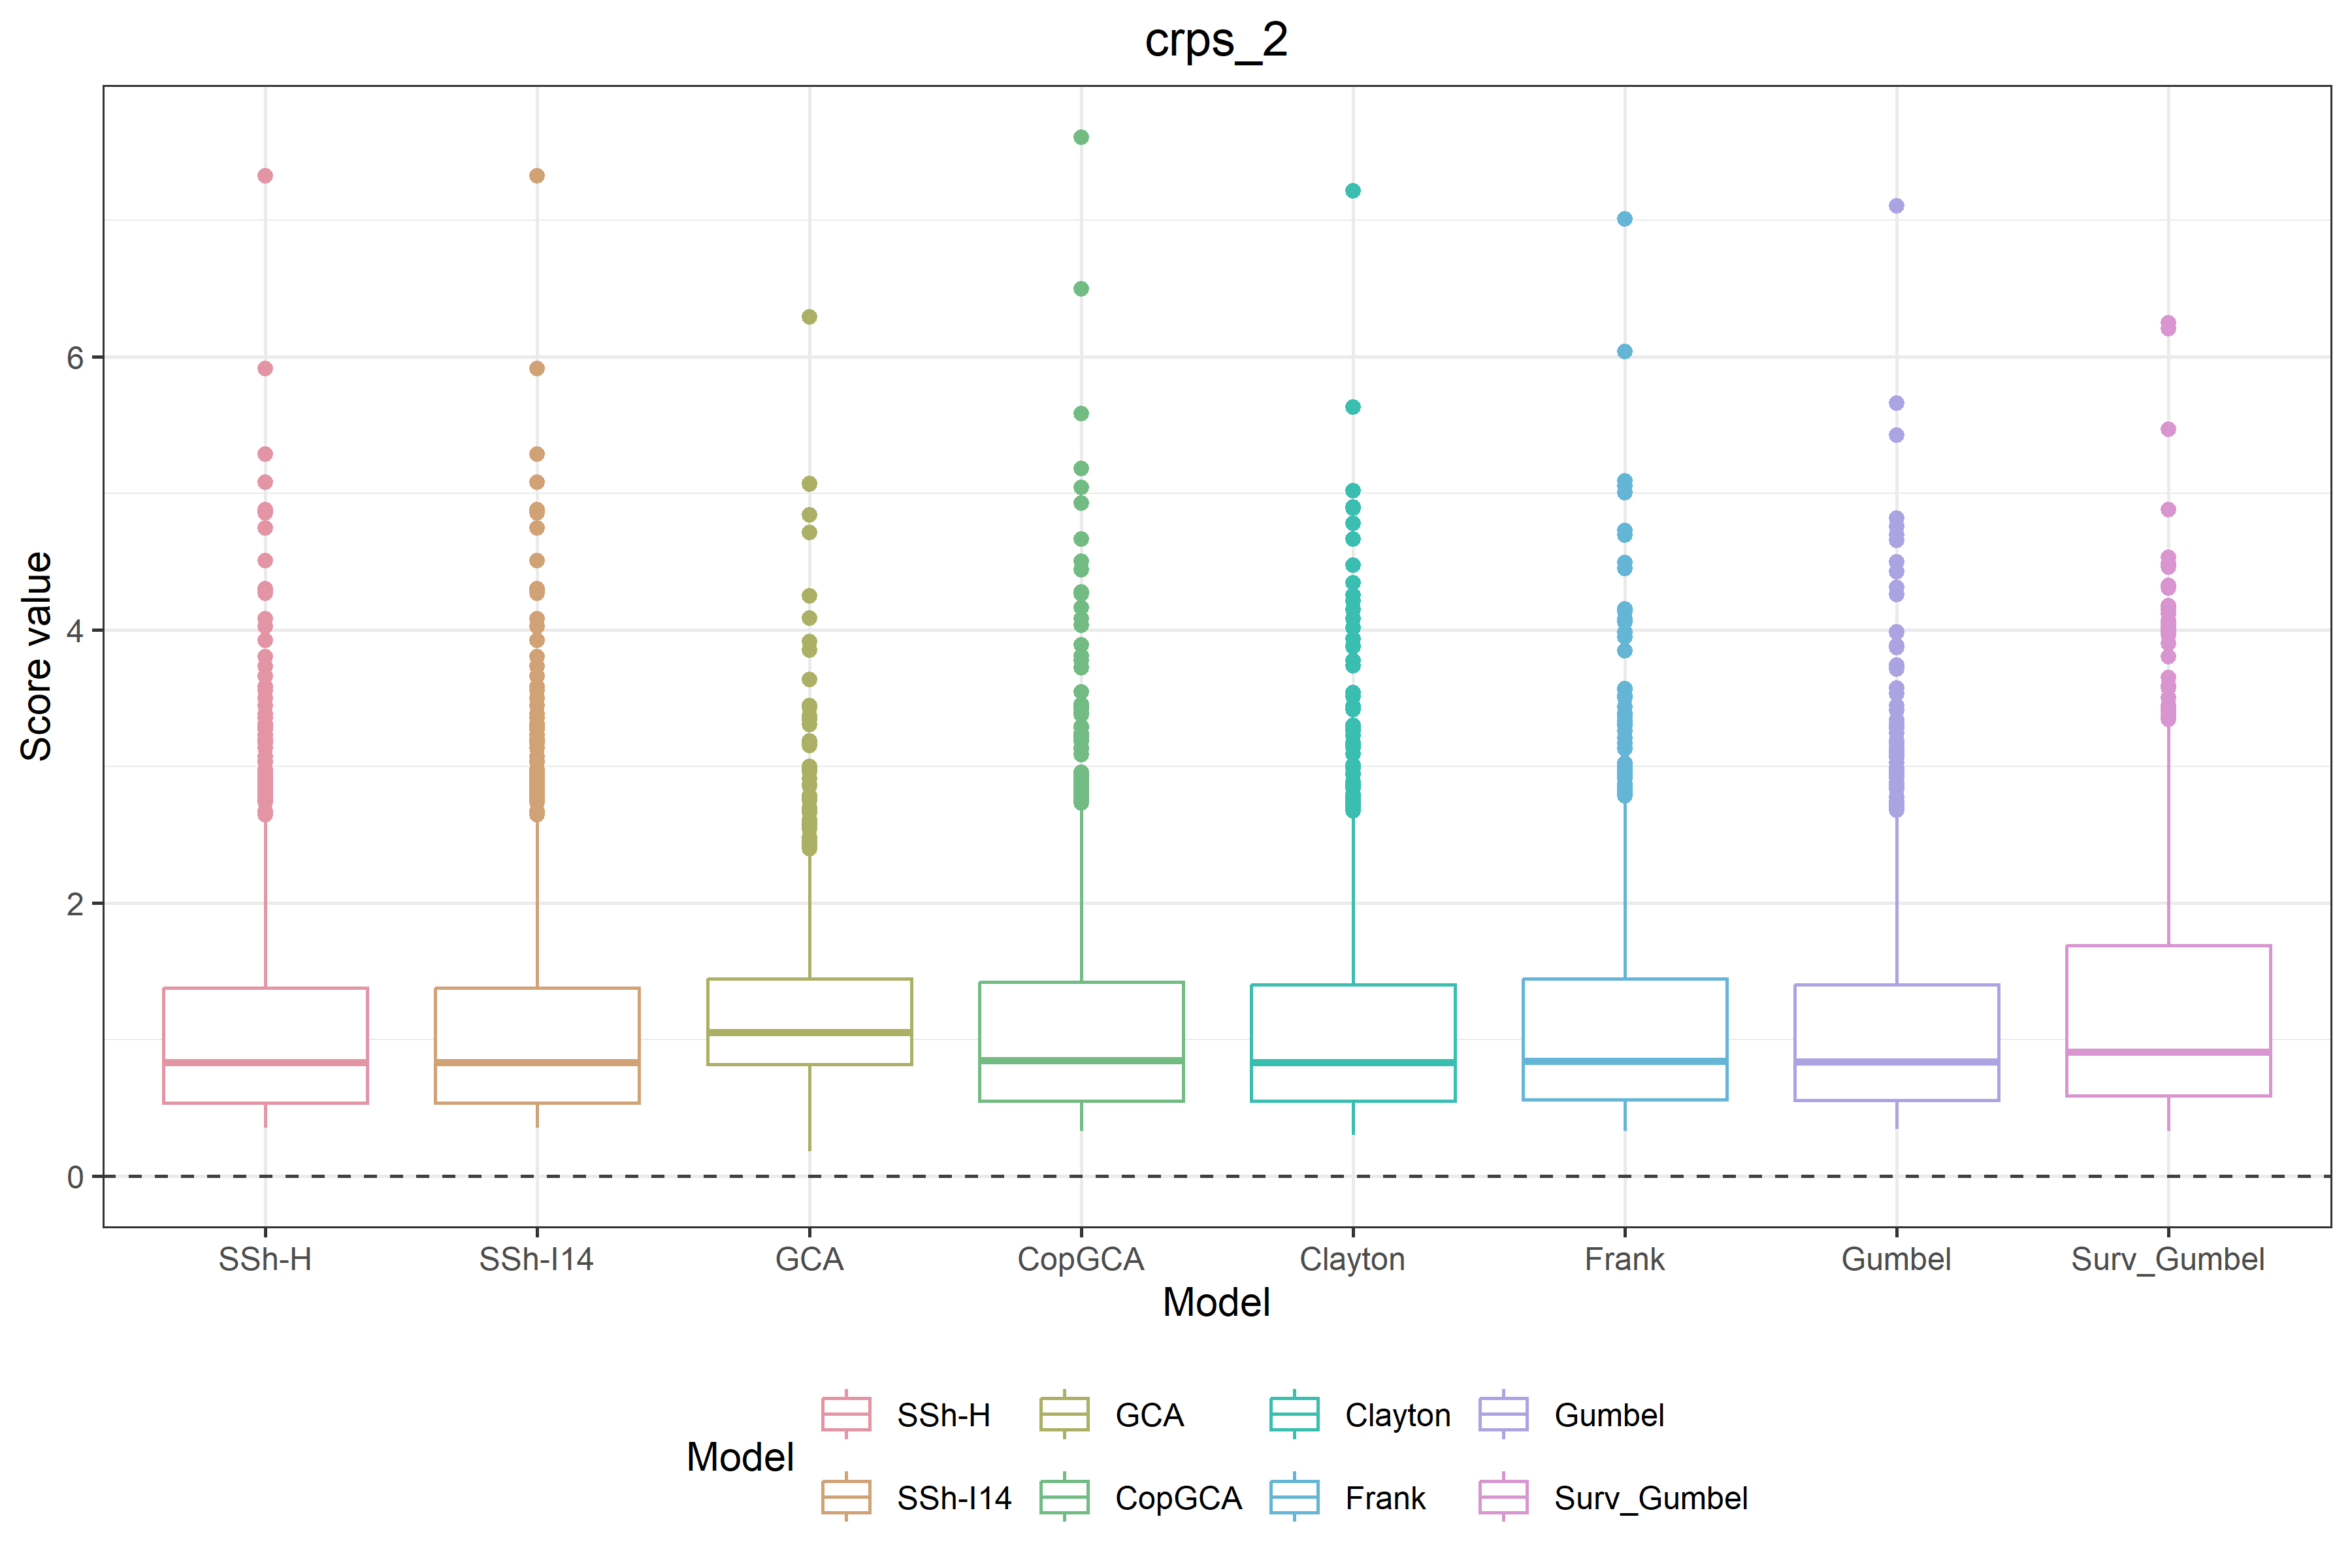 crps_2
Score value
6
4
2
0
SSh-H SSh-I14 GCA CopGCA Clayton Frank Gumbel Surv_Gumbel
Model
Model
SSh-H GCA Clayton Gumbel
SSh-I14 CopGCA Frank Surv_Gumbel